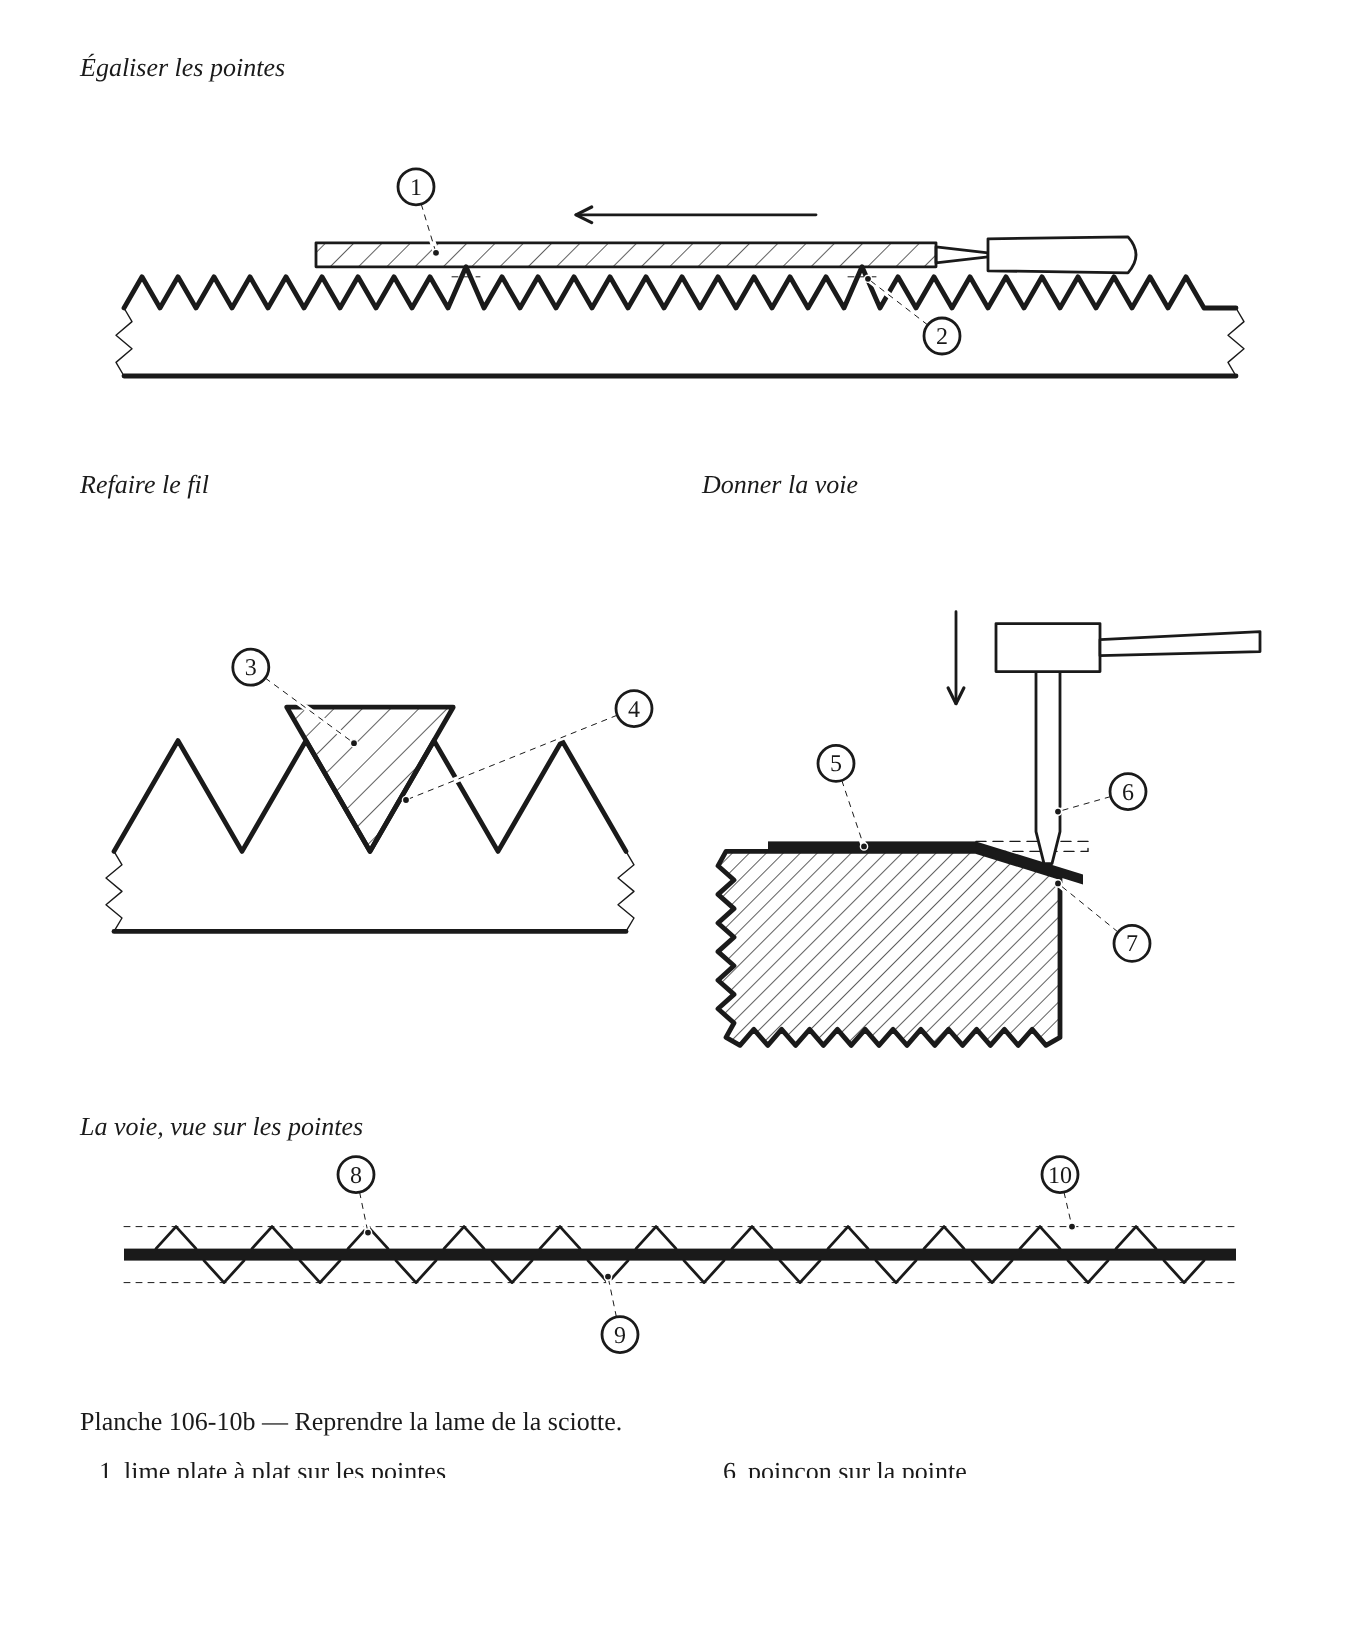 Égaliser les pointes
1
2
Refaire le fil
Donner la voie
3
4
5
6
7
La voie, vue sur les pointes
8
10
9
Planche 106-10b — Reprendre la lame de la sciotte.
1 lime plate à plat sur les pointes
6 poinçon sur la pointe